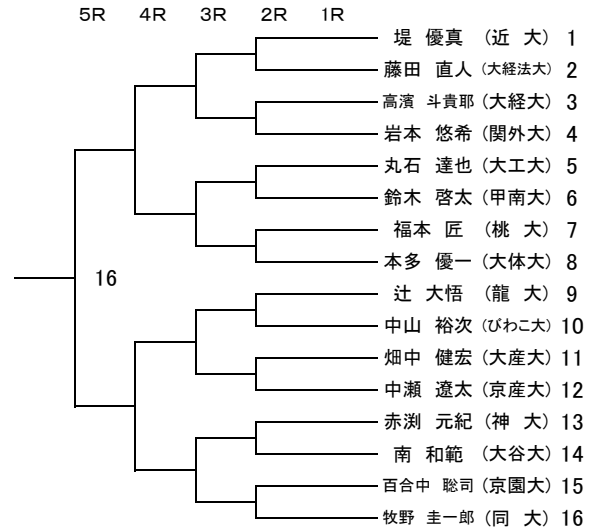 5R 4R 3R 2R 1R
堤 優真 (近 大) 1
藤田 直人 (大経法大) 2
高濱 斗貴耶 (大経大) 3
岩本 悠希 (関外大) 4
丸石 達也 (大工大) 5
鈴木 啓太 (甲南大) 6
福本 匠 (桃 大) 7
本多 優一 (大体大) 8
16
辻 大悟 (龍 大) 9
中山 裕次 (びわこ大) 10
畑中 健宏 (大産大) 11
中瀬 遼太 (京産大) 12
赤渕 元紀 (神 大) 13
南 和範 (大谷大) 14
百合中 聡司 (京園大) 15
牧野 圭一郎 (同 大) 16